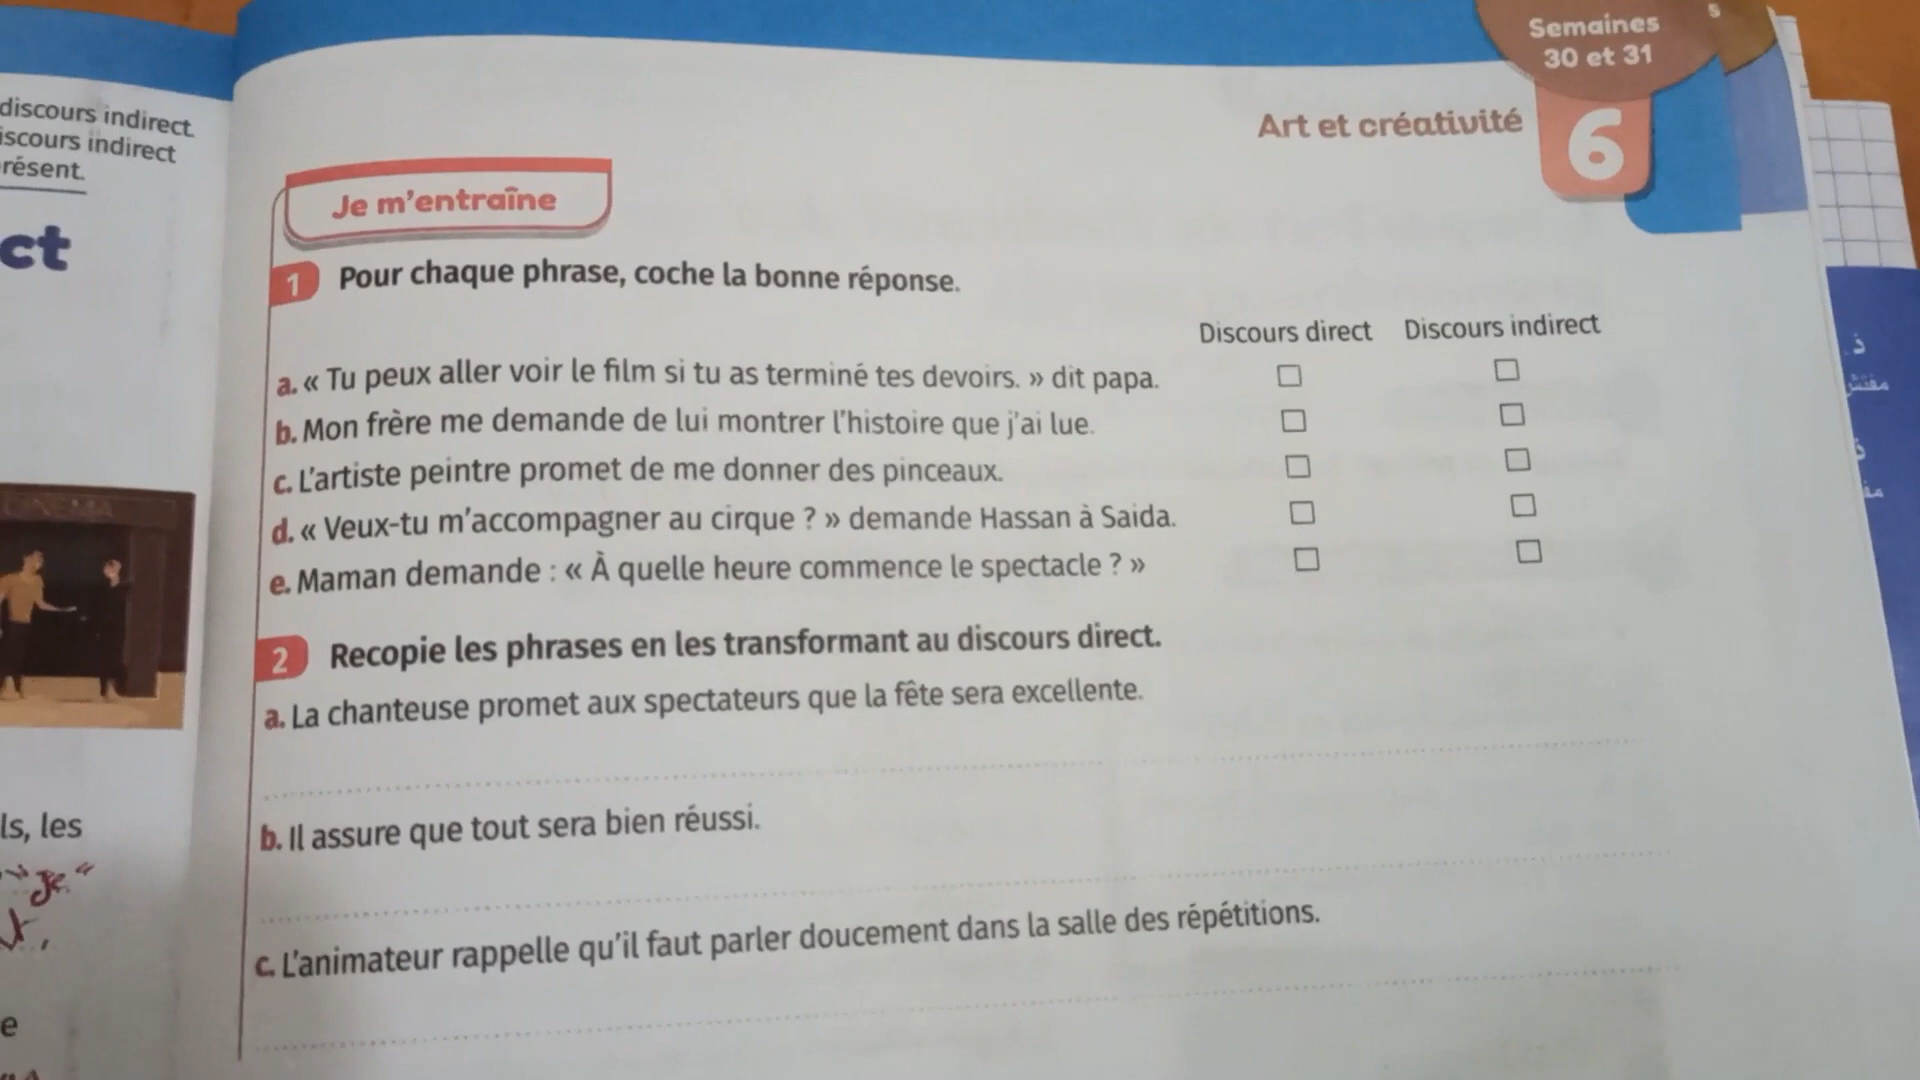 discours indirect.
iscours indirect
résent.
ct
CINEMA
ls, les
"Je"
e
Semaines
30 et 31
Art et créativité
6
Je m'entraîne
1 Pour chaque phrase, coche la bonne réponse.
Discours direct Discours indirect
a. « Tu peux aller voir le film si tu as terminé tes devoirs. » dit papa.
b. Mon frère me demande de lui montrer l'histoire que j'ai lue.
c. L'artiste peintre promet de me donner des pinceaux.
d. « Veux-tu m'accompagner au cirque ? » demande Hassan à Saida.
e. Maman demande : « À quelle heure commence le spectacle ? »
2 Recopie les phrases en les transformant au discours direct.
a. La chanteuse promet aux spectateurs que la fête sera excellente.
b. Il assure que tout sera bien réussi.
c. L'animateur rappelle qu'il faut parler doucement dans la salle des répétitions.